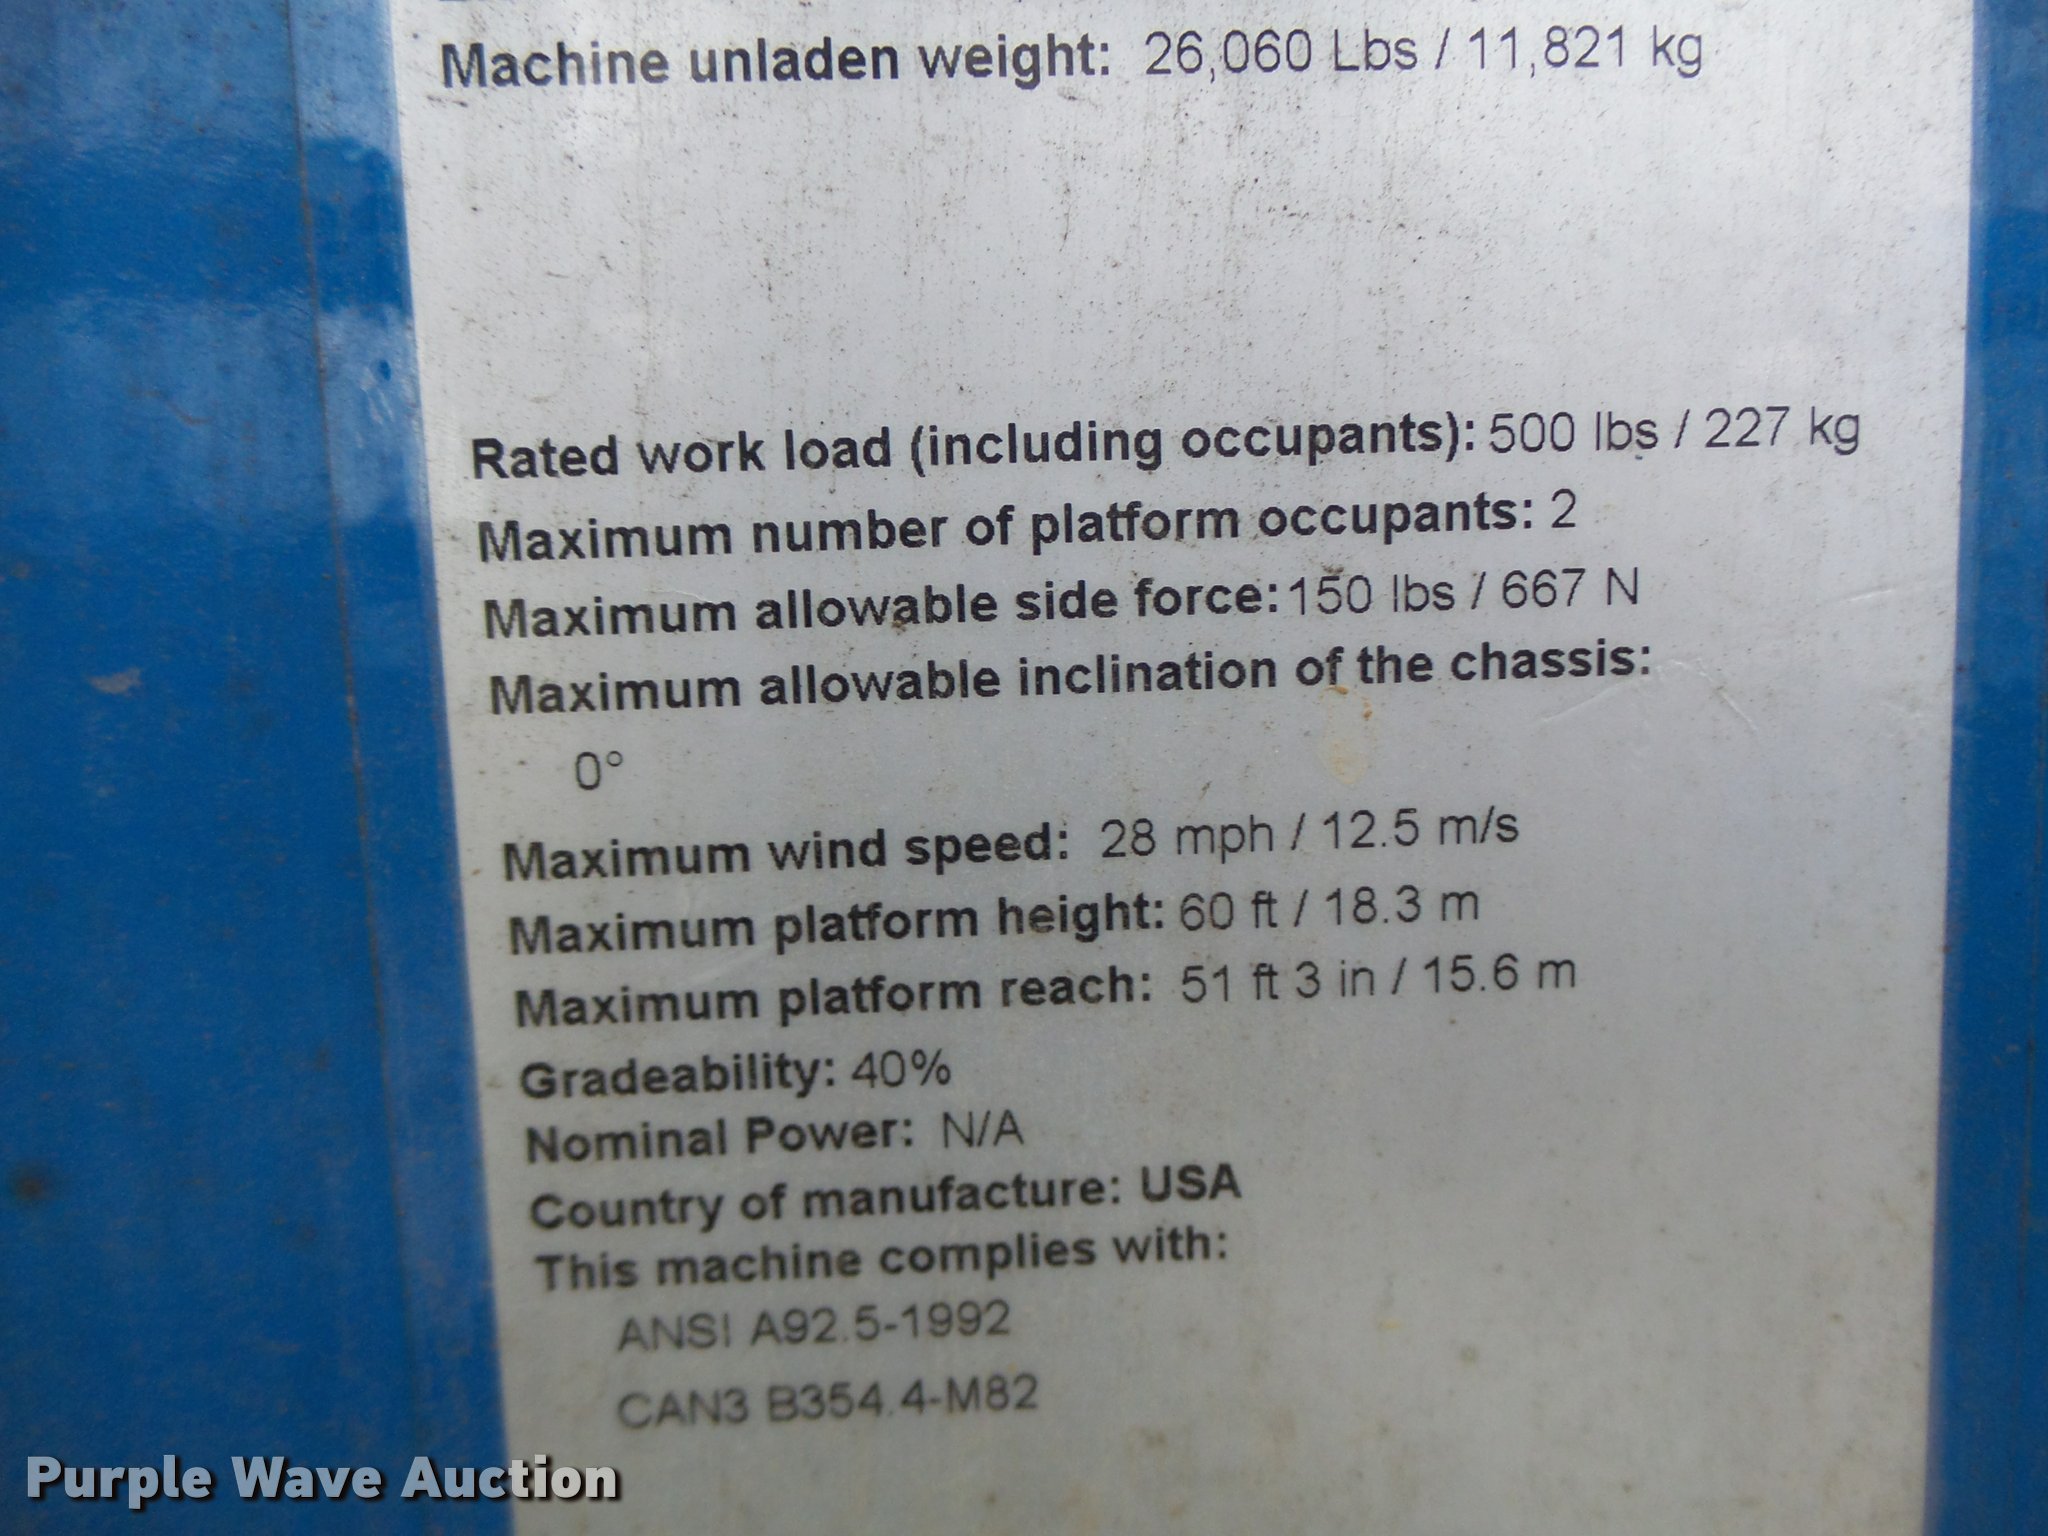 Machine unladen weight: 26,060 Lbs / 11,821 kg
Rated work load (including occupants): 500 lbs / 227 kg
Maximum number of platform occupants: 2
Maximum allowable side force: 150 lbs / 667 N
Maximum allowable inclination of the chassis:
0°
Maximum wind speed: 28 mph / 12.5 m/s
Maximum platform height: 60 ft / 18.3 m
Maximum platform reach: 51 ft 3 in / 15.6 m
Gradeability: 40%
Nominal Power: N/A
Country of manufacture: USA
This machine complies with:
ANSI A92.5-1992
CAN3 B354.4-M82
Purple Wave Auction